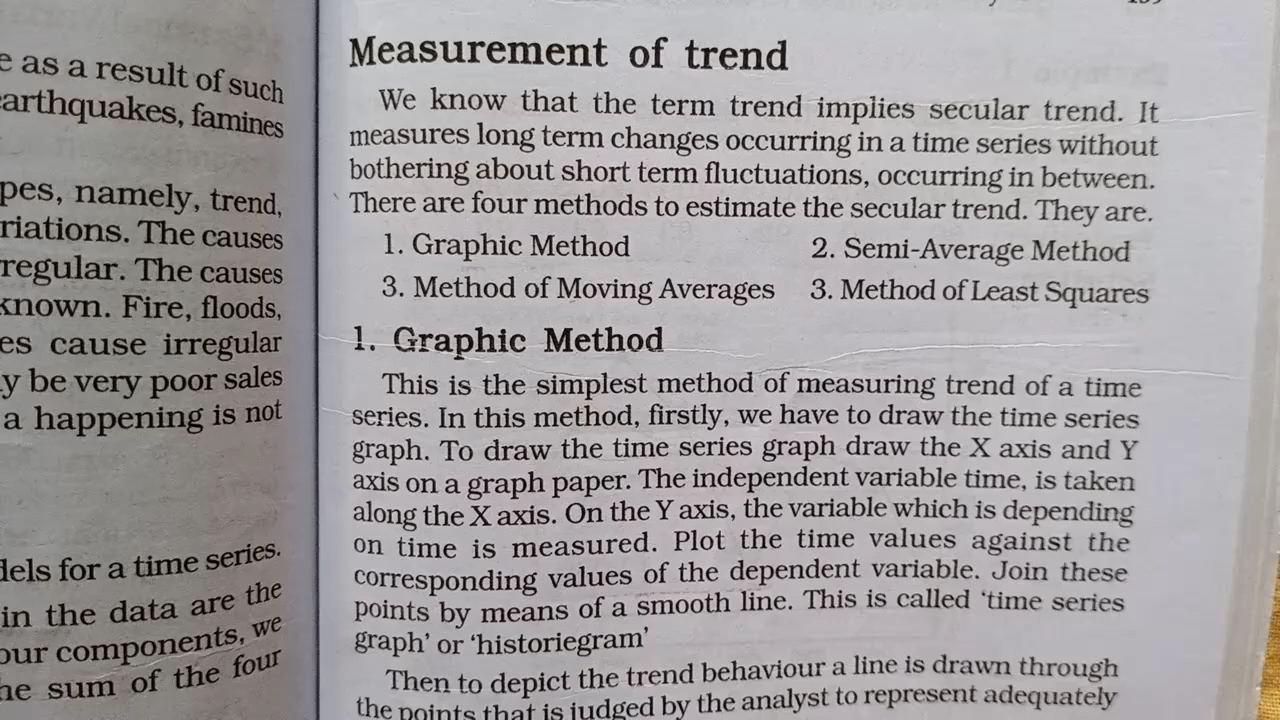 e as a result of such
earthquakes, famines
pes, namely, trend,
riations. The causes
regular. The causes
known. Fire, floods,
es cause irregular
y be very poor sales
a happening is not
dels for a time series.
in the data are the
our components, we
he sum of the four
Measurement of trend
We know that the term trend implies secular trend. It
measures long term changes occurring in a time series without
bothering about short term fluctuations, occurring in between.
There are four methods to estimate the secular trend. They are.
1. Graphic Method 2. Semi-Average Method
3. Method of Moving Averages 3. Method of Least Squares
1. Graphic Method
This is the simplest method of measuring trend of a time
series. In this method, firstly, we have to draw the time series
graph. To draw the time series graph draw the X axis and Y
axis on a graph paper. The independent variable time, is taken
along the X axis. On the Y axis, the variable which is depending
on time is measured. Plot the time values against the
corresponding values of the dependent variable. Join these
points by means of a smooth line. This is called ‘time series
graph’ or ‘historiegram’
Then to depict the trend behaviour a line is drawn through
the points that is judged by the analyst to represent adequately